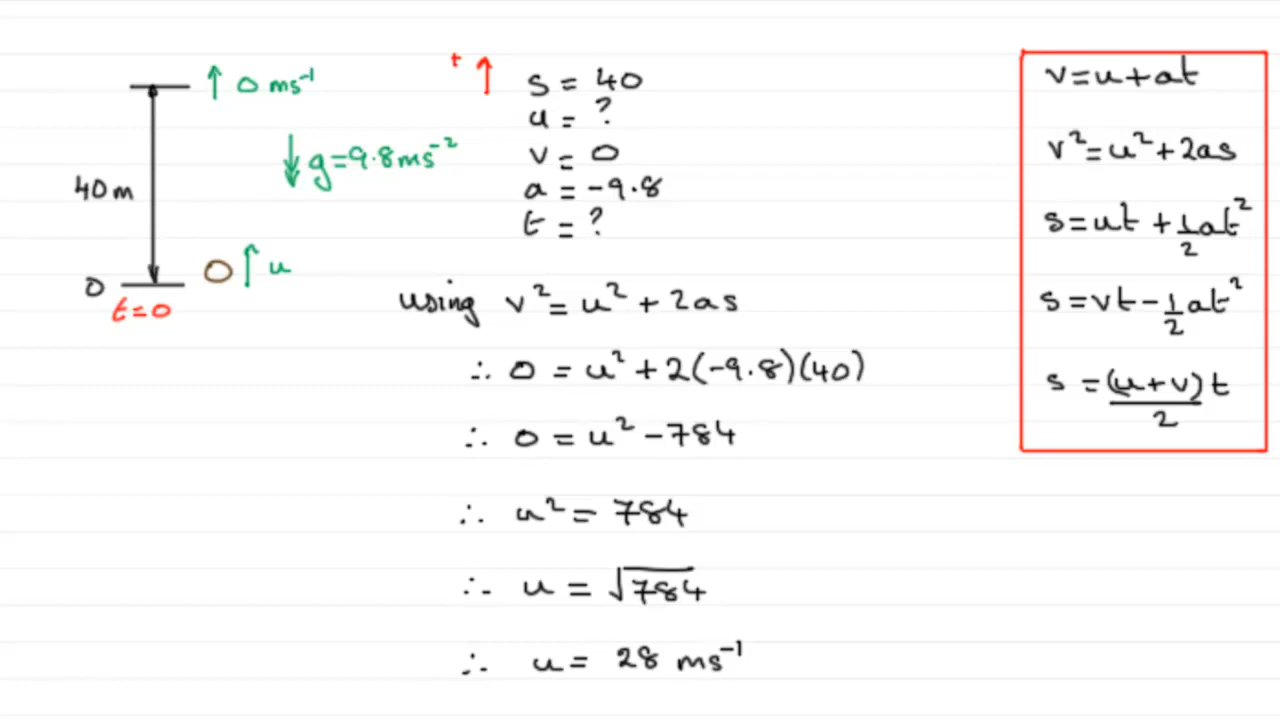 ↑ 0 ms⁻¹
↓ g=9.8ms⁻²
40m
0
↑ u
t=0
+ ↑
s = 40
u = ?
v = 0
a = -9.8
t = ?
using v² = u² + 2as
∴ 0 = u² + 2(-9.8)(40)
∴ 0 = u² - 784
∴ u² = 784
∴ u = √784
∴ u = 28 ms⁻¹
v=u+at
v²=u²+2as
s=ut+½at²
s=vt-½at²
s=(u+v)t/2